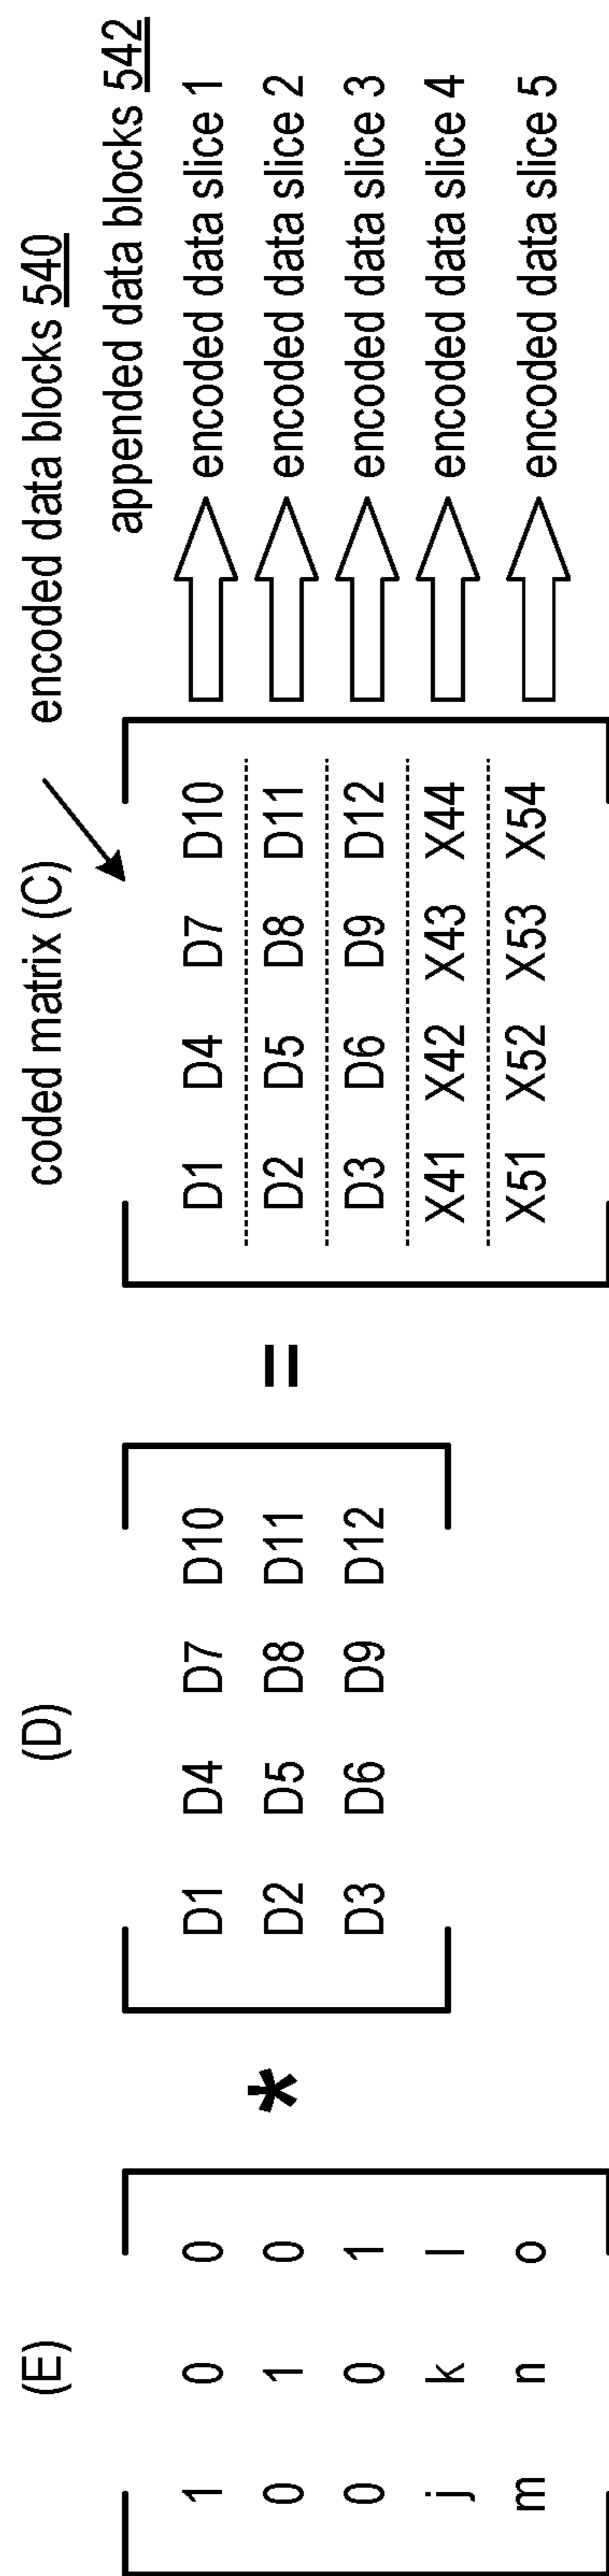 (E) (D) coded matrix (C) encoded data blocks 540
appended data blocks 542
1 0 0 * D1 D4 D7 D10 = D1 D4 D7 D10 encoded data slice 1
0 1 0 D2 D5 D8 D11 D2 D5 D8 D11 encoded data slice 2
0 0 1 D3 D6 D9 D12 D3 D6 D9 D12 encoded data slice 3
j k l X41 X42 X43 X44 encoded data slice 4
m n o X51 X52 X53 X54 encoded data slice 5